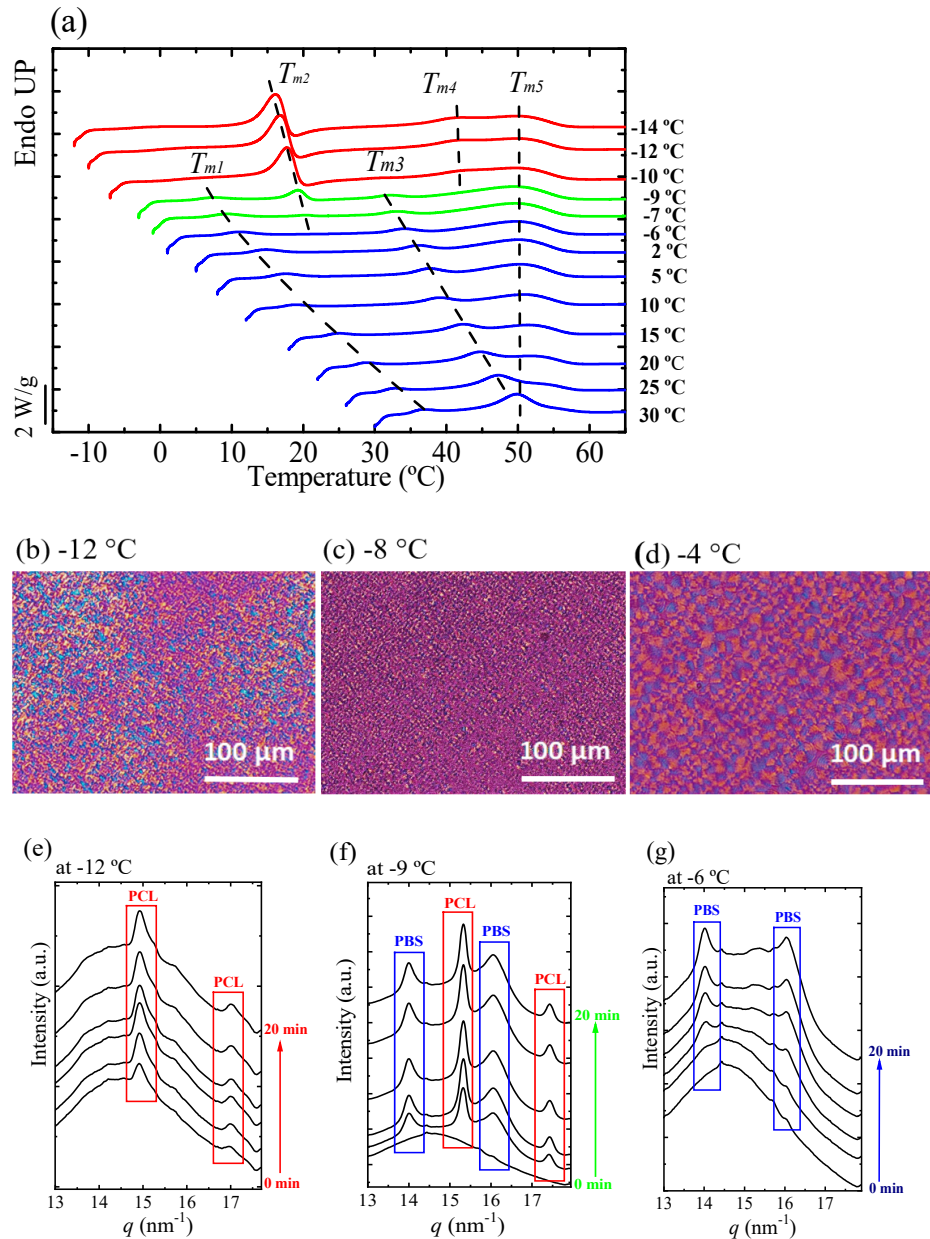 (a)
Endo UP
Tm1
Tm2
Tm3
Tm4
Tm5
-14 ºC
-12 ºC
-10 ºC
-9 ºC
-7 ºC
-6 ºC
2 ºC
5 ºC
10 ºC
15 ºC
20 ºC
25 ºC
30 ºC
2 W/g
-10 0 10 20 30 40 50 60
Temperature (ºC)
(b) -12 °C
(c) -8 °C
(d) -4 °C
100 µm
100 µm
100 µm
(e)
at -12 ºC
PCL
PCL
20 min
0 min
Intensity (a.u.)
13 14 15 16 17
q (nm-1)
(f)
at -9 ºC
PBS
PCL
PBS
PCL
20 min
0 min
Intensity (a.u.)
13 14 15 16 17
q (nm-1)
(g)
at -6 ºC
PBS
PBS
20 min
0 min
Intensity (a.u.)
13 14 15 16 17
q (nm-1)